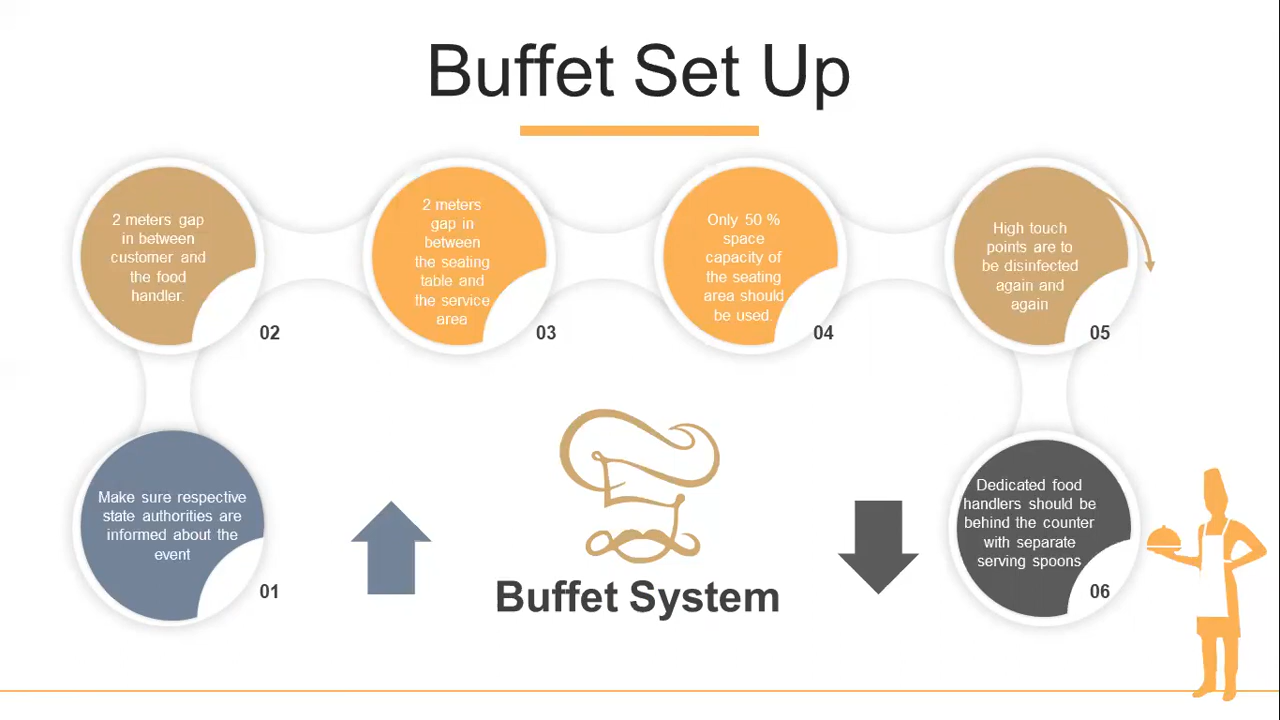 Buffet Set Up
2 meters gap
in between
customer and
the food
handler.
02
2 meters
gap in
between
the seating
table and
the service
area
03
Only 50 %
space
capacity of
the seating
area should
be used.
04
High touch
points are to
be disinfected
again and
again
05
Make sure respective
state authorities are
informed about the
event
01
Buffet System
Dedicated food
handlers should be
behind the counter
with separate
serving spoons
06